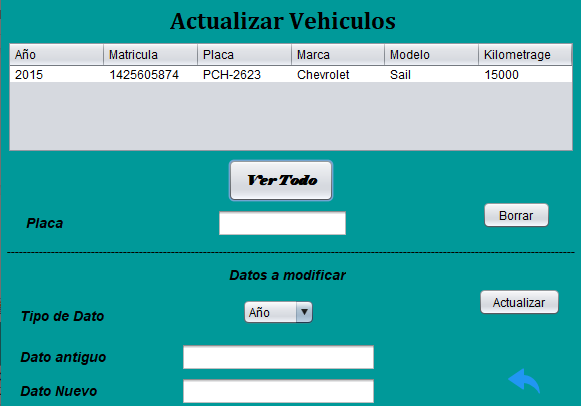 Actualizar Vehiculos
Año Matricula Placa Marca Modelo Kilometrage
2015 1425605874 PCH-2623 Chevrolet Sail 15000
Ver Todo
Placa Borrar
Datos a modificar
Tipo de Dato Año Actualizar
Dato antiguo
Dato Nuevo